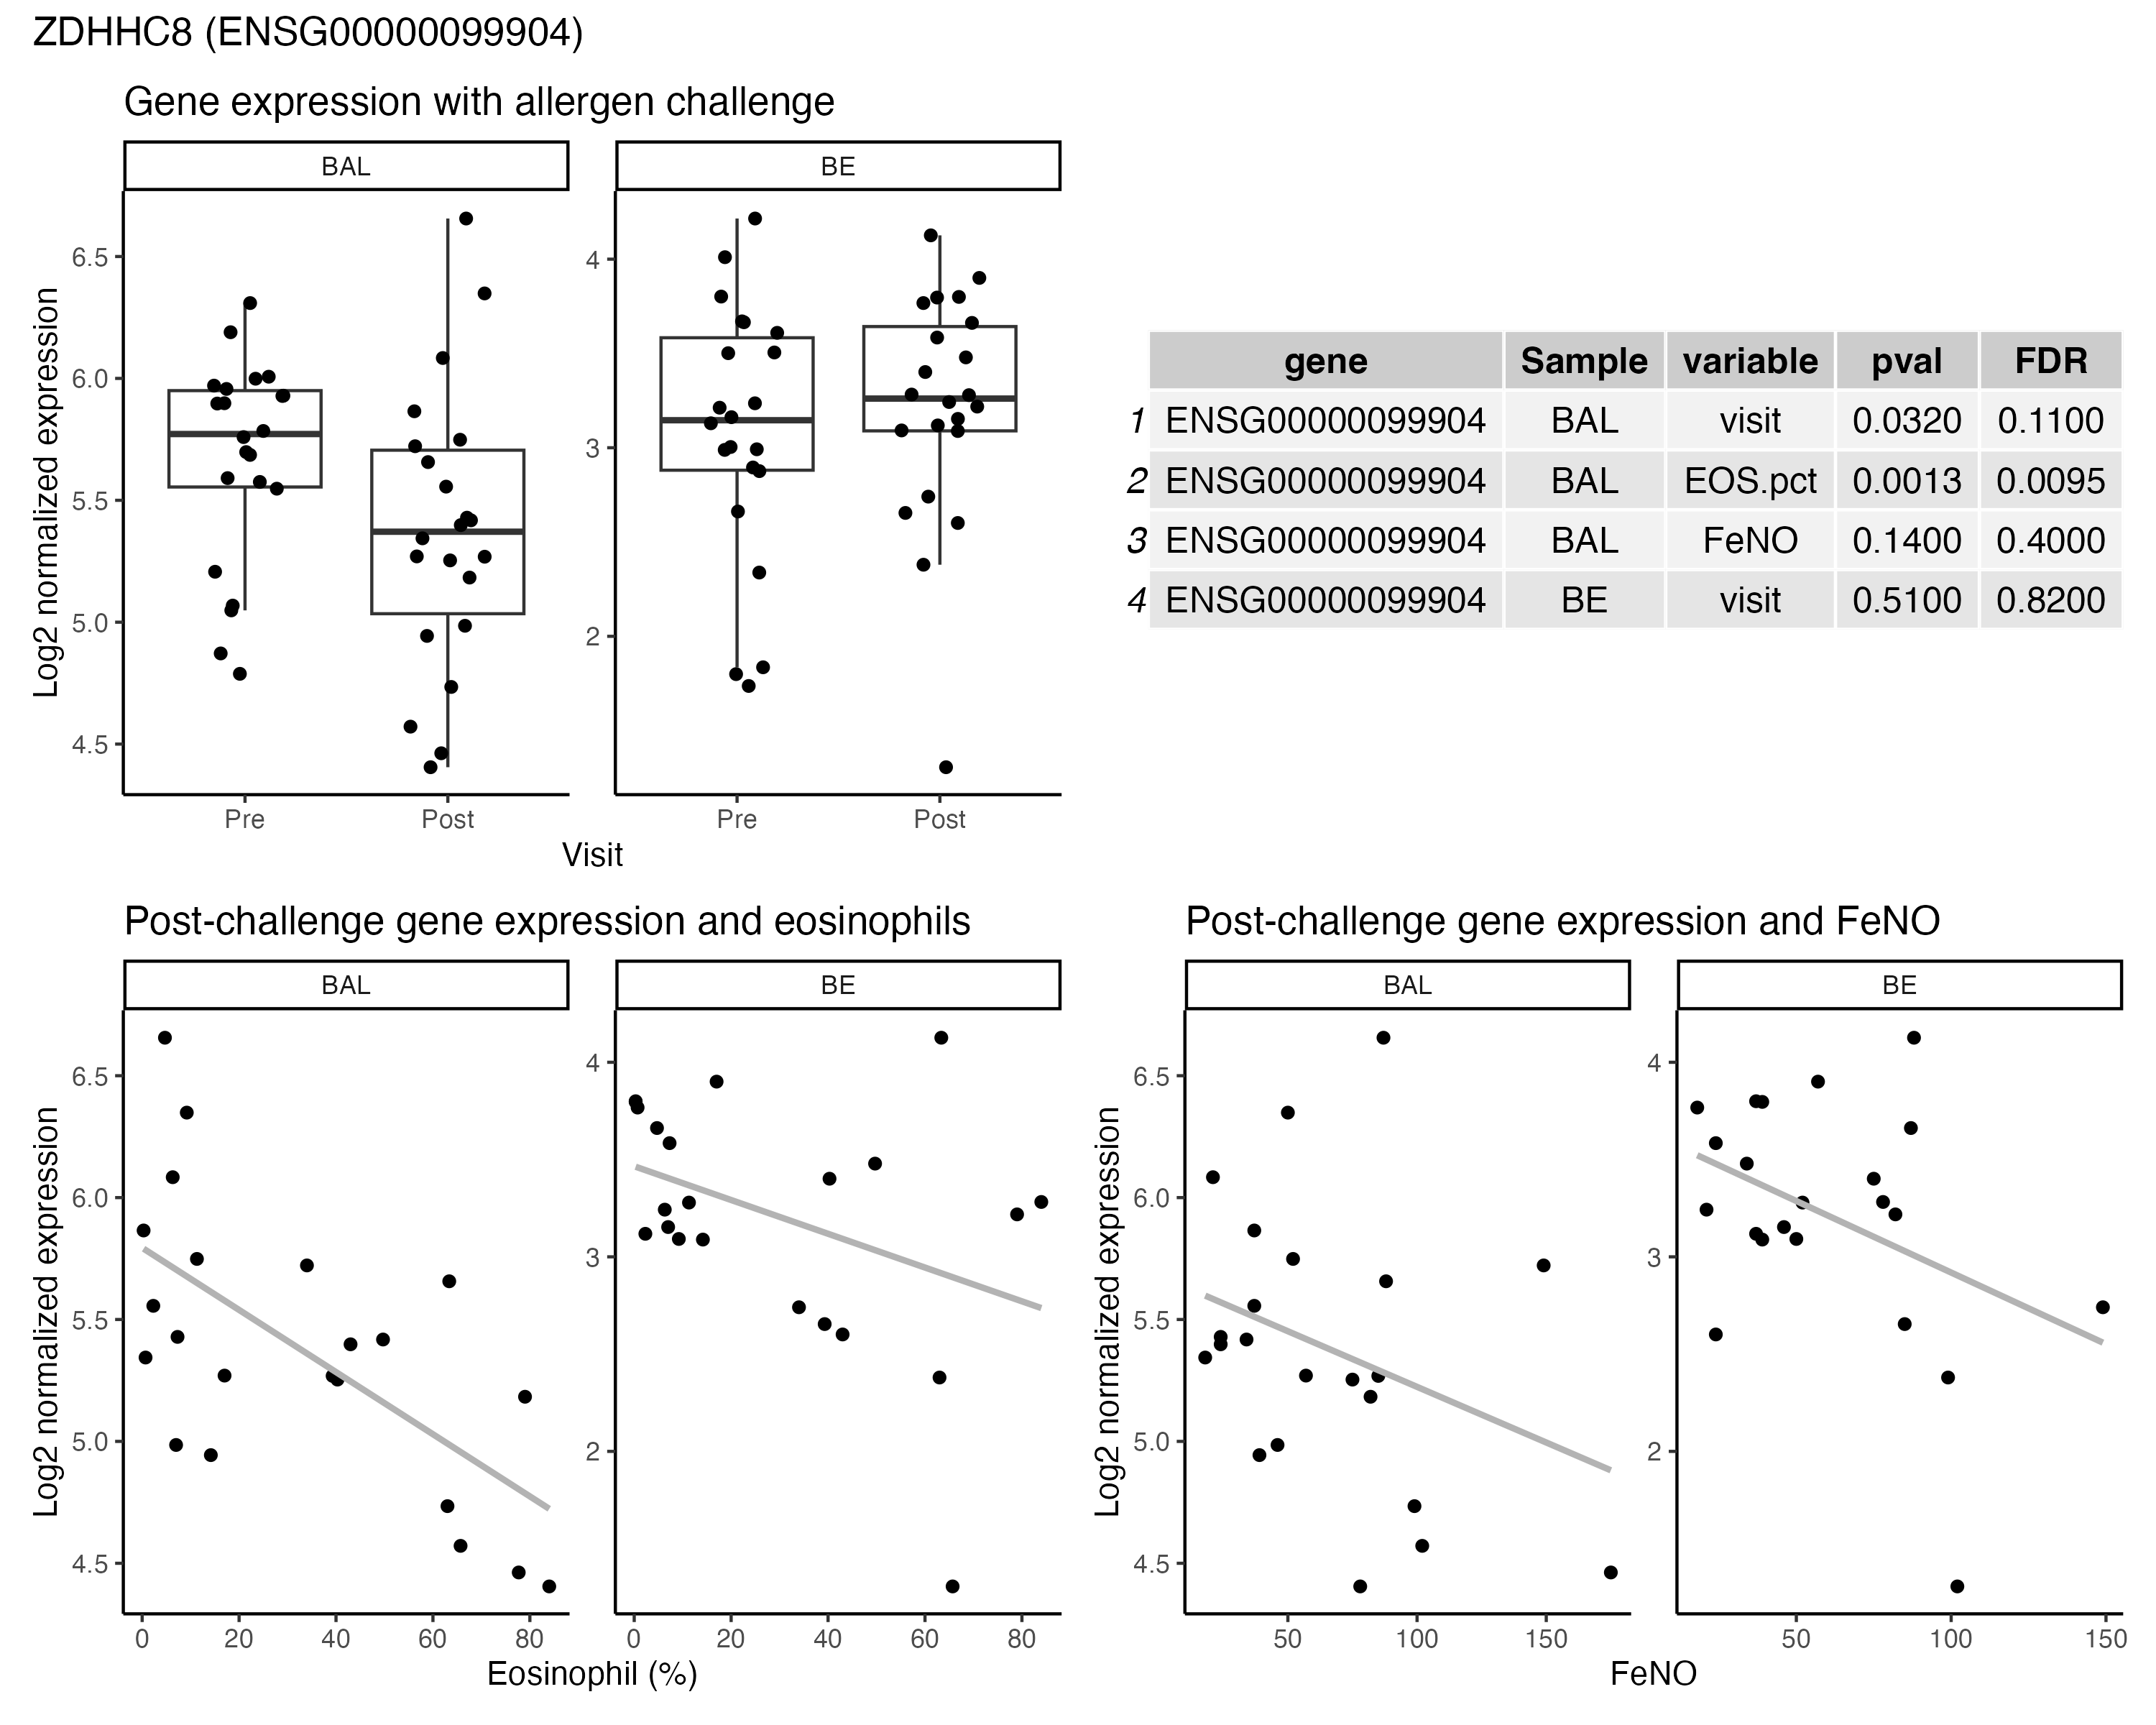 ZDHHC8 (ENSG00000099904)
Gene expression with allergen challenge
BAL
BE
Log2 normalized expression
6.5
6.0
5.5
5.0
4.5
4
3
2
Pre
Post
Pre
Post
Visit
gene Sample variable pval FDR
1 ENSG00000099904 BAL visit 0.0320 0.1100
2 ENSG00000099904 BAL EOS.pct 0.0013 0.0095
3 ENSG00000099904 BAL FeNO 0.1400 0.4000
4 ENSG00000099904 BE visit 0.5100 0.8200
Post-challenge gene expression and eosinophils
BAL
BE
Log2 normalized expression
6.5
6.0
5.5
5.0
4.5
4
3
2
0 20 40 60 80
0 20 40 60 80
Eosinophil (%)
Post-challenge gene expression and FeNO
BAL
BE
Log2 normalized expression
6.5
6.0
5.5
5.0
4.5
4
3
2
50 100 150
50 100 150
FeNO